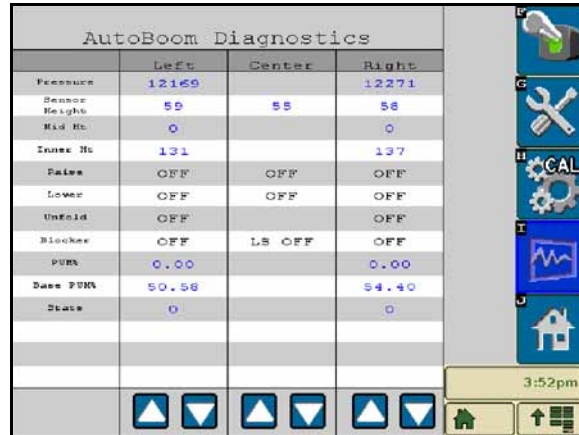 AutoBoom Diagnostics
Left Center Right
Pressure 12169 12271
Sensor
Height 59 55 58
Mid Ht 0 0
Inner Ht 131 137
Raise OFF OFF OFF
Lower OFF OFF OFF
Unfold OFF OFF
Blocker OFF LS OFF OFF
PWM% 0.00 0.00
Base PWM% 50.58 54.40
State 0 0
F
G
H
CAL
I
J
3:52pm